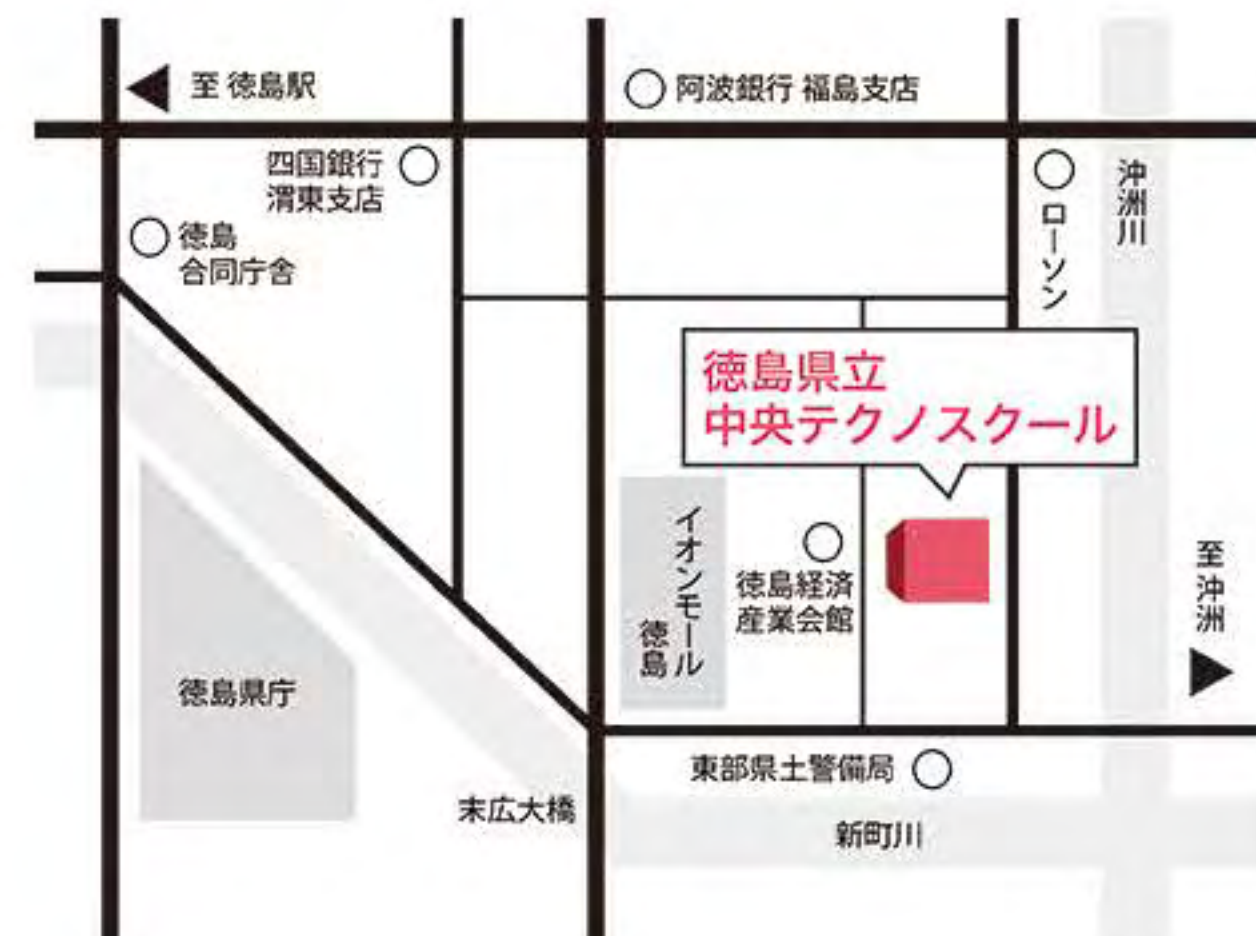 至 徳島駅
阿波銀行 福島支店
四国銀行
渭東支店
徳島
合同庁舎
ローソン
沖洲川
徳島県立
中央テクノスクール
イオンモール
徳島
徳島経済
産業会館
至 沖洲
徳島県庁
東部県土警備局
末広大橋
新町川